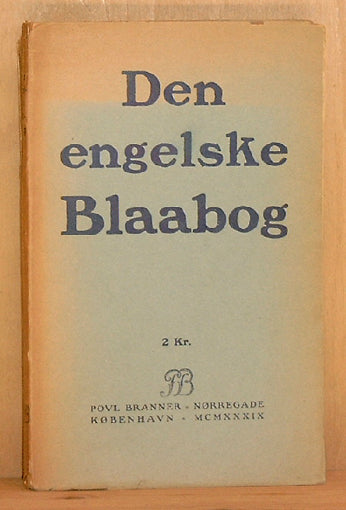 Den
engelske
Blaabog
2 Kr.
PB
POVL BRANNER · NØRREGADE
KØBENHAVN · MCMXXXIX